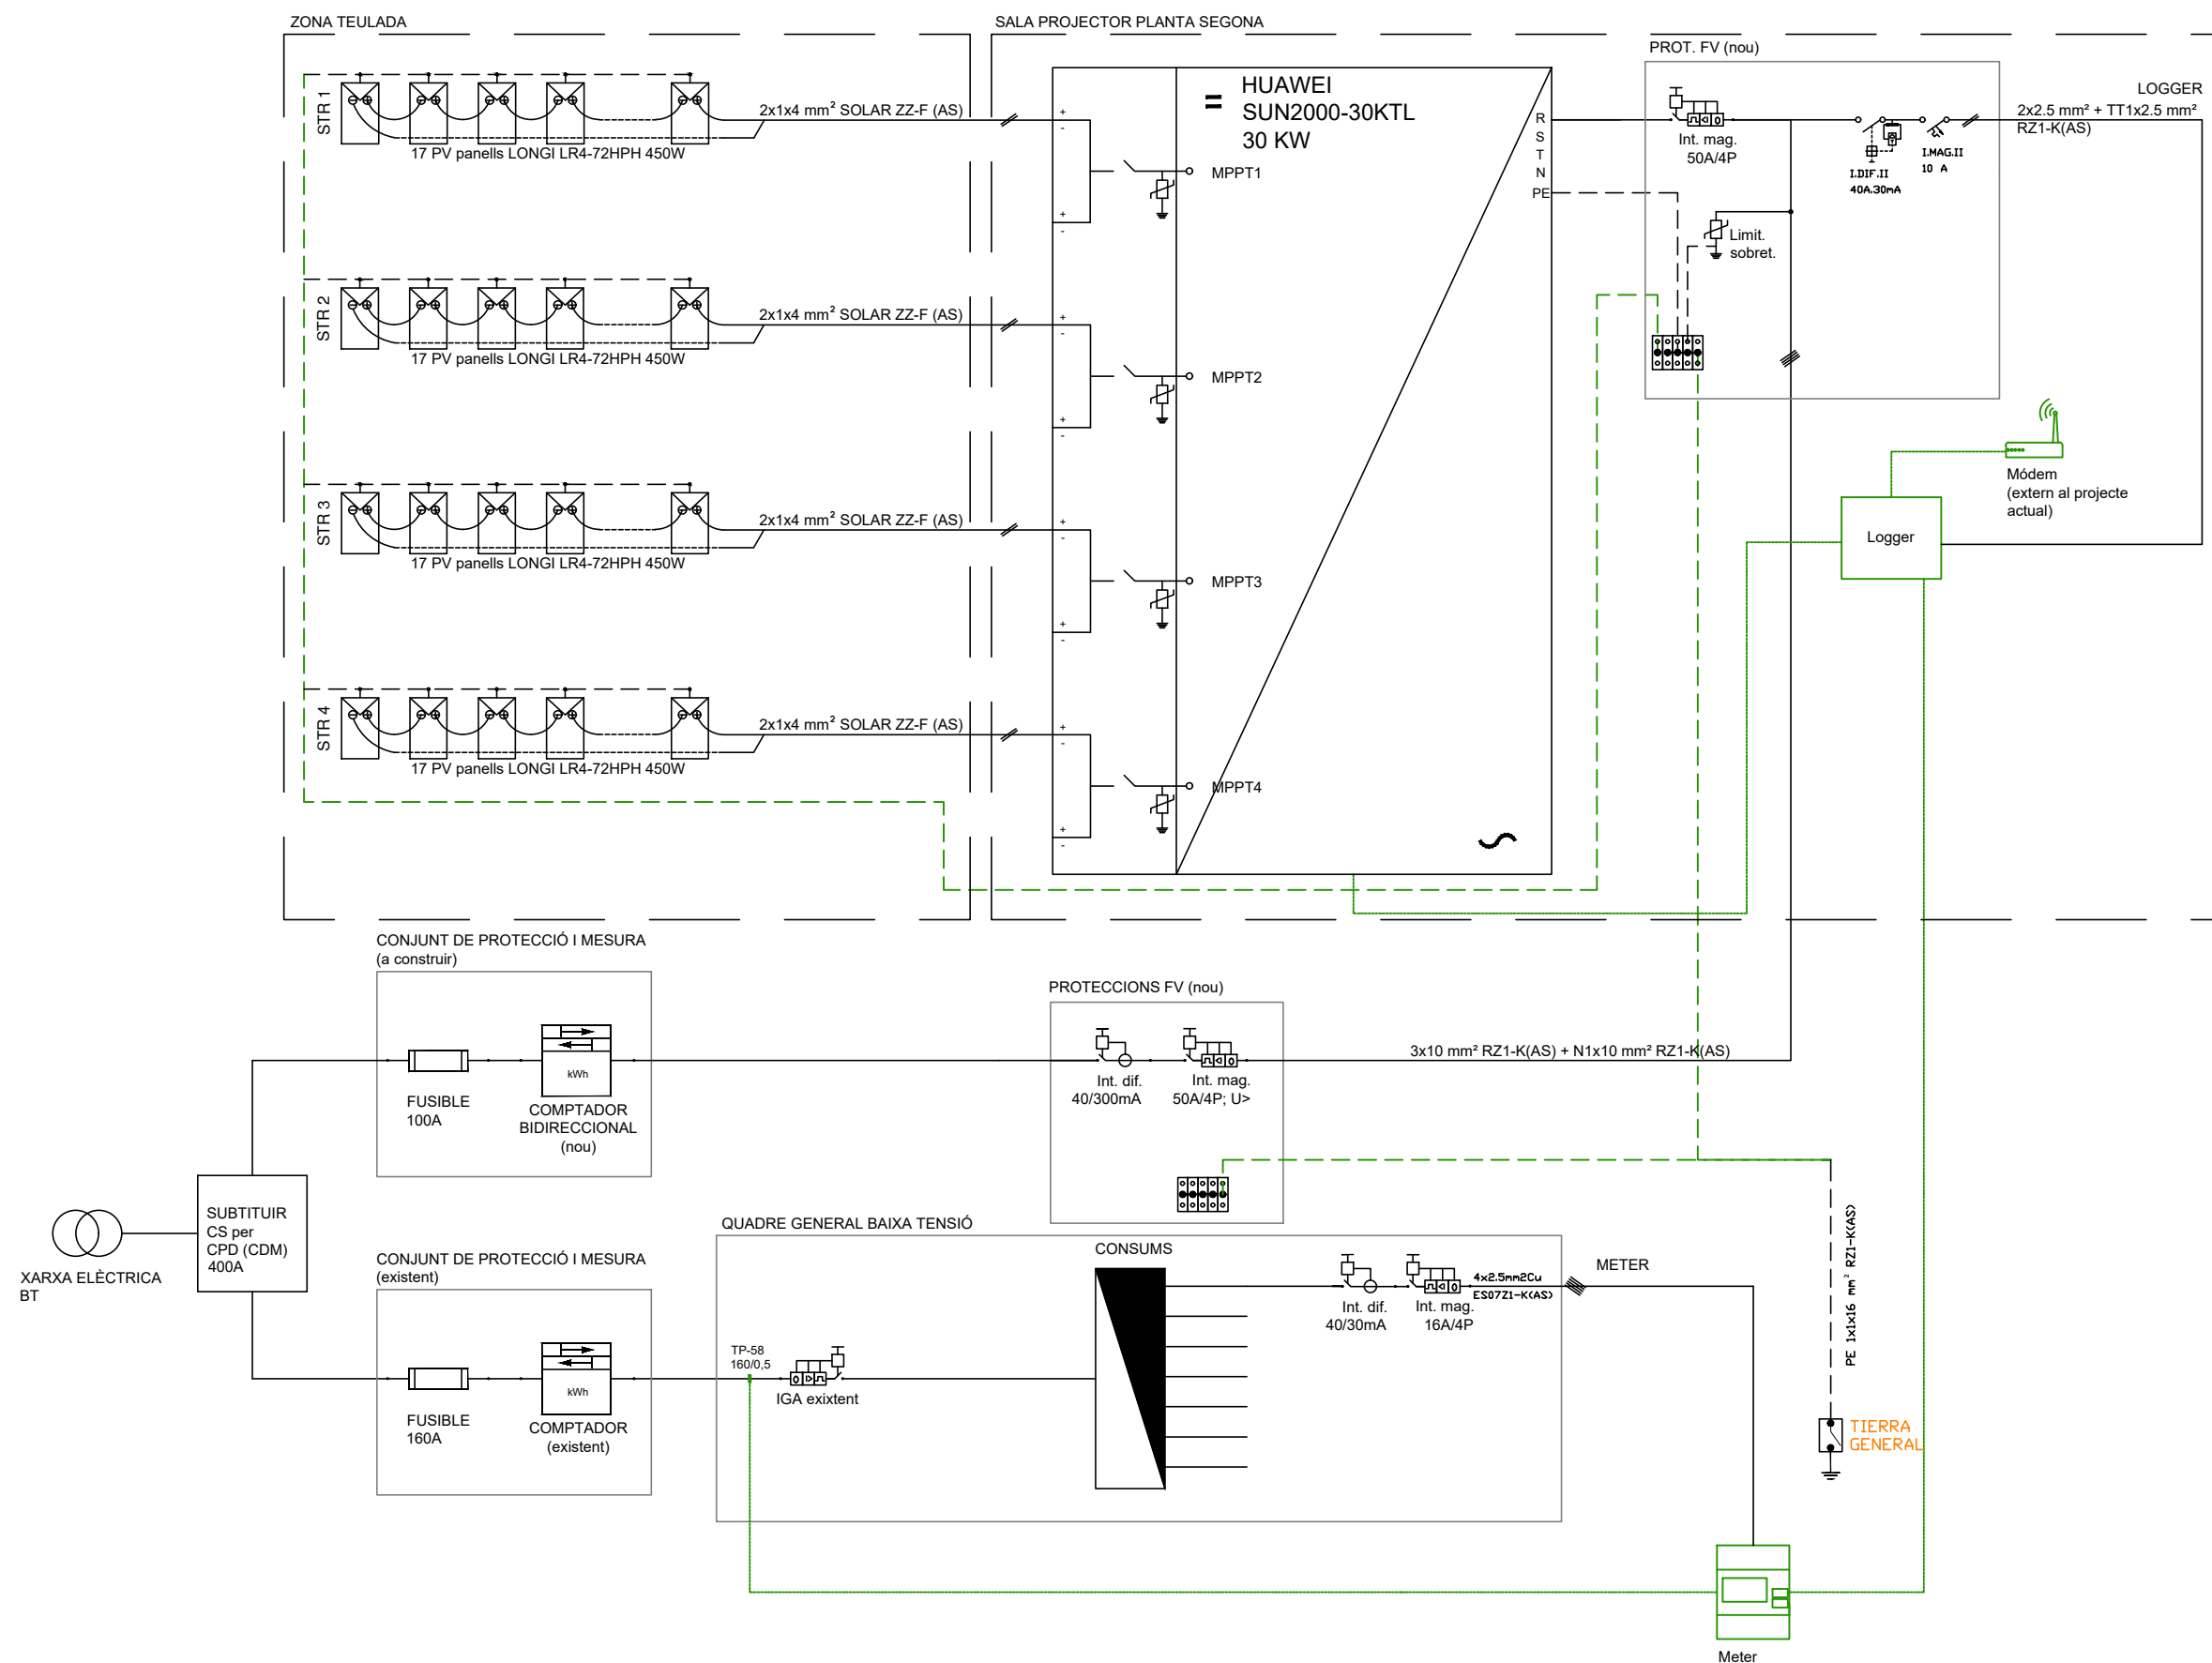 ZONA TEULADA
SALA PROJECTOR PLANTA SEGONA
PROT. FV (nou)
STR 1
2x1x4 mm² SOLAR ZZ-F (AS)
17 PV panells LONGI LR4-72HPH 450W
STR 2
2x1x4 mm² SOLAR ZZ-F (AS)
17 PV panells LONGI LR4-72HPH 450W
STR 3
2x1x4 mm² SOLAR ZZ-F (AS)
17 PV panells LONGI LR4-72HPH 450W
STR 4
2x1x4 mm² SOLAR ZZ-F (AS)
17 PV panells LONGI LR4-72HPH 450W
=
HUAWEI
SUN2000-30KTL
30 KW
+
-
+
-
MPPT1
+
-
+
-
MPPT2
+
-
+
-
MPPT3
+
-
+
-
MPPT4
R
S
T
N
PE
Int. mag.
50A/4P
I.DIF.II
40A.30mA
I.MAG.II
10 A
LOGGER
2x2.5 mm² + TT1x2.5 mm²
RZ1-K(AS)
Limit.
sobret.
Módem
(extern al projecte
actual)
Logger
CONJUNT DE PROTECCIÓ I MESURA
(a construir)
FUSIBLE
100A
kWh
COMPTADOR
BIDIRECCIONAL
(nou)
PROTECCIONS FV (nou)
Int. dif.
40/300mA
Int. mag.
50A/4P; U>
3x10 mm² RZ1-K(AS) + N1x10 mm² RZ1-K(AS)
SUBTITUIR
CS per
CPD (CDM)
400A
XARXA ELÈCTRICA
BT
CONJUNT DE PROTECCIÓ I MESURA
(existent)
FUSIBLE
160A
kWh
COMPTADOR
(existent)
QUADRE GENERAL BAIXA TENSIÓ
TP-58
160/0,5
IGA exixtent
CONSUMS
Int. dif.
40/30mA
Int. mag.
16A/4P
4x2.5mm2Cu
ES07Z1-K(AS)
METER
PE 1x1x16 mm² RZ1-K(AS)
TIERRA
GENERAL
Meter